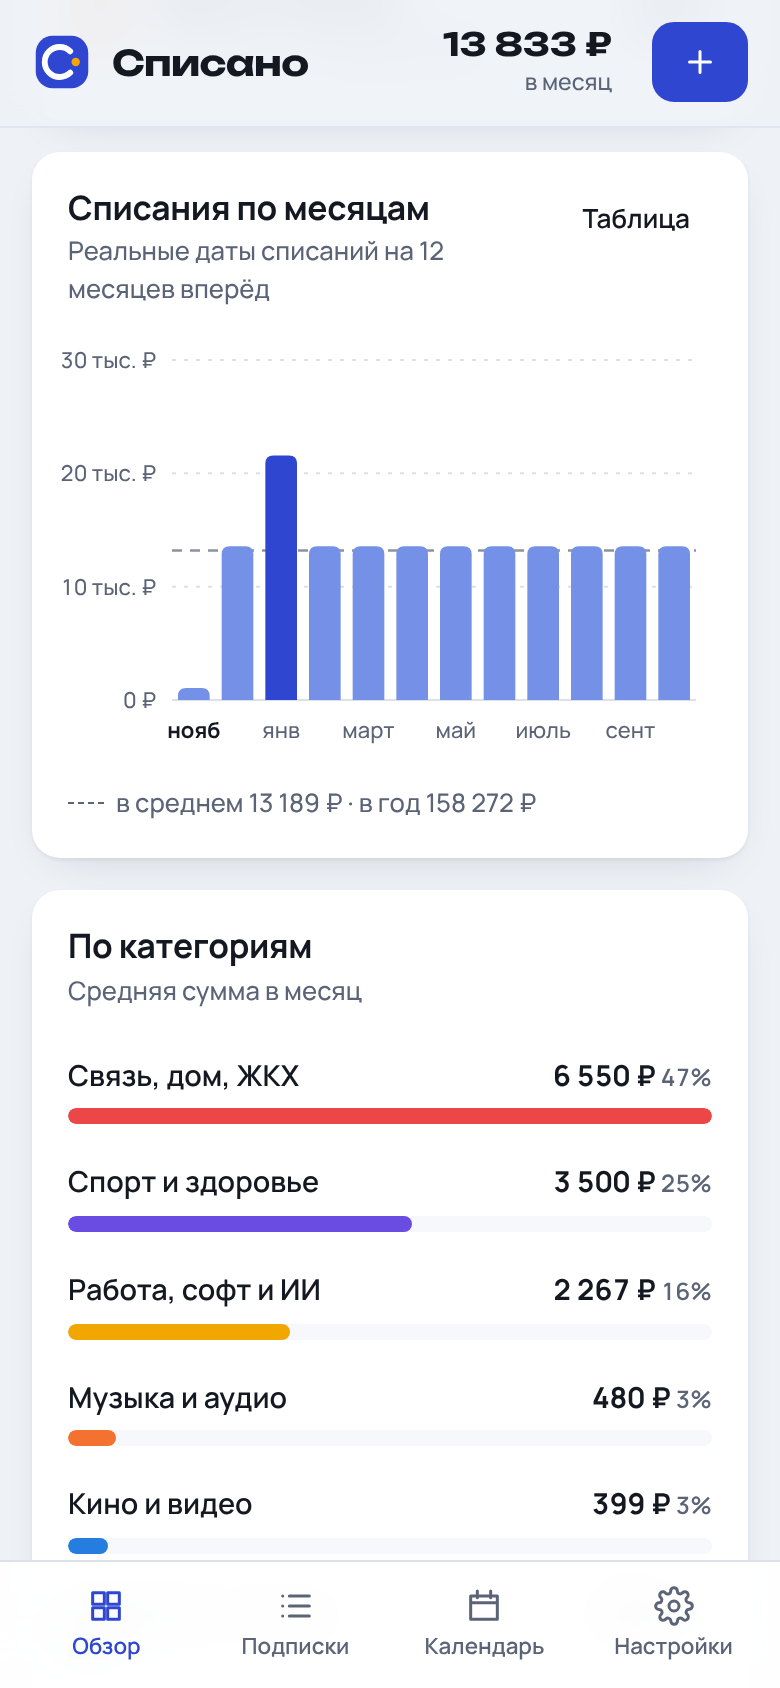 Списано
13 833 ₽
в месяц
Списания по месяцам
Таблица
Реальные даты списаний на 12
месяцев вперёд
30 тыс. ₽
20 тыс. ₽
10 тыс. ₽
0 ₽
нояб янв март май июль сент
в среднем 13 189 ₽ · в год 158 272 ₽
По категориям
Средняя сумма в месяц
Связь, дом, ЖКХ 6 550 ₽ 47%
Спорт и здоровье 3 500 ₽ 25%
Работа, софт и ИИ 2 267 ₽ 16%
Музыка и аудио 480 ₽ 3%
Кино и видео 399 ₽ 3%
Обзор Подписки Календарь Настройки